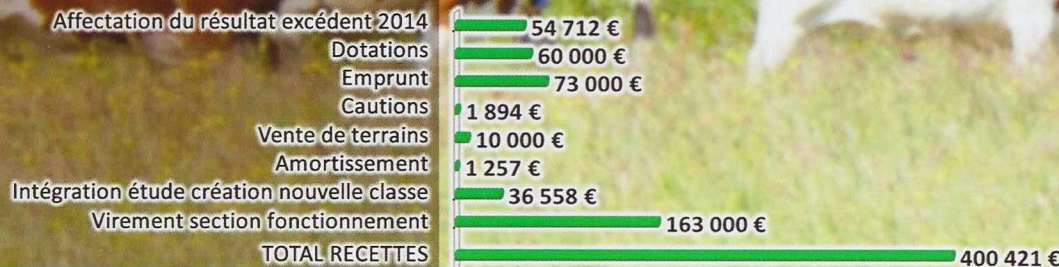 Affectation du résultat excédent 2014 54 712 €
Dotations 60 000 €
Emprunt 73 000 €
Cautions 1 894 €
Vente de terrains 10 000 €
Amortissement 1 257 €
Intégration étude création nouvelle classe 36 558 €
Virement section fonctionnement 163 000 €
TOTAL RECETTES 400 421 €